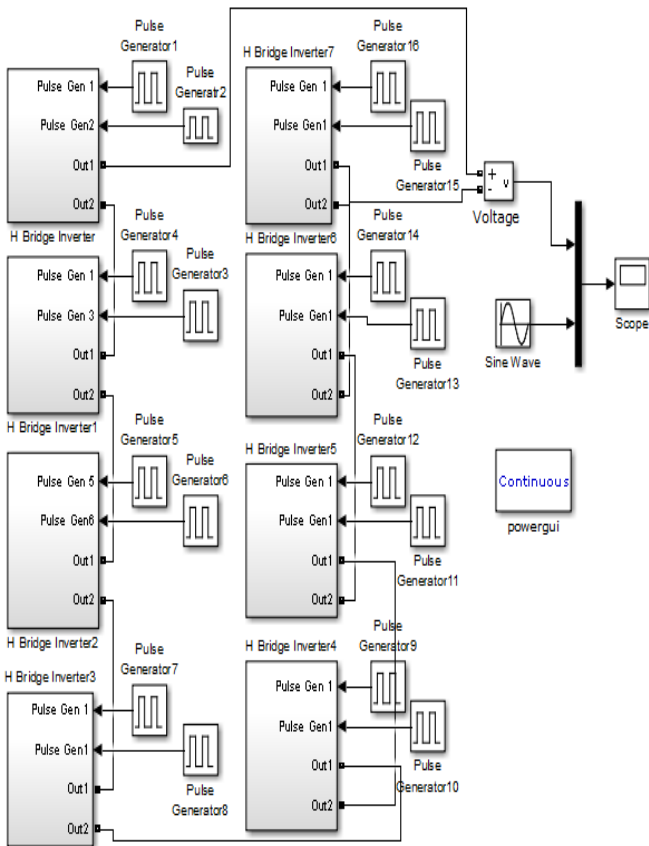 Pulse
Generator1
Pulse
Generatr2
Pulse Gen 1
Pulse Gen2
Out1
Out2
H Bridge Inverter
Pulse
Generator4
Pulse
Generator3
Pulse Gen 1
Pulse Gen 3
Out1
Out2
H Bridge Inverter1
Pulse
Generator5
Pulse
Generator6
Pulse Gen 5
Pulse Gen6
Out1
Out2
H Bridge Inverter2
Pulse
Generator7
H Bridge Inverter3
Pulse Gen 1
Pulse Gen1
Out1
Out2
Pulse
Generator8
H Bridge Inverter7
Pulse
Generator16
Pulse Gen 1
Pulse Gen1
Out1
Out2
Pulse
Generator15
H Bridge Inverter6
Pulse
Generator14
Pulse Gen 1
Pulse Gen1
Out1
Out2
Pulse
Generator13
H Bridge Inverter5
Pulse
Generator12
Pulse Gen 1
Pulse Gen1
Out1
Out2
Pulse
Generator11
H Bridge Inverter4
Pulse
Generator9
Pulse Gen 1
Pulse Gen1
Out1
Out2
Pulse
Generator10
+
-
v
Voltage
Sine Wave
Scope
Continuous
powergui